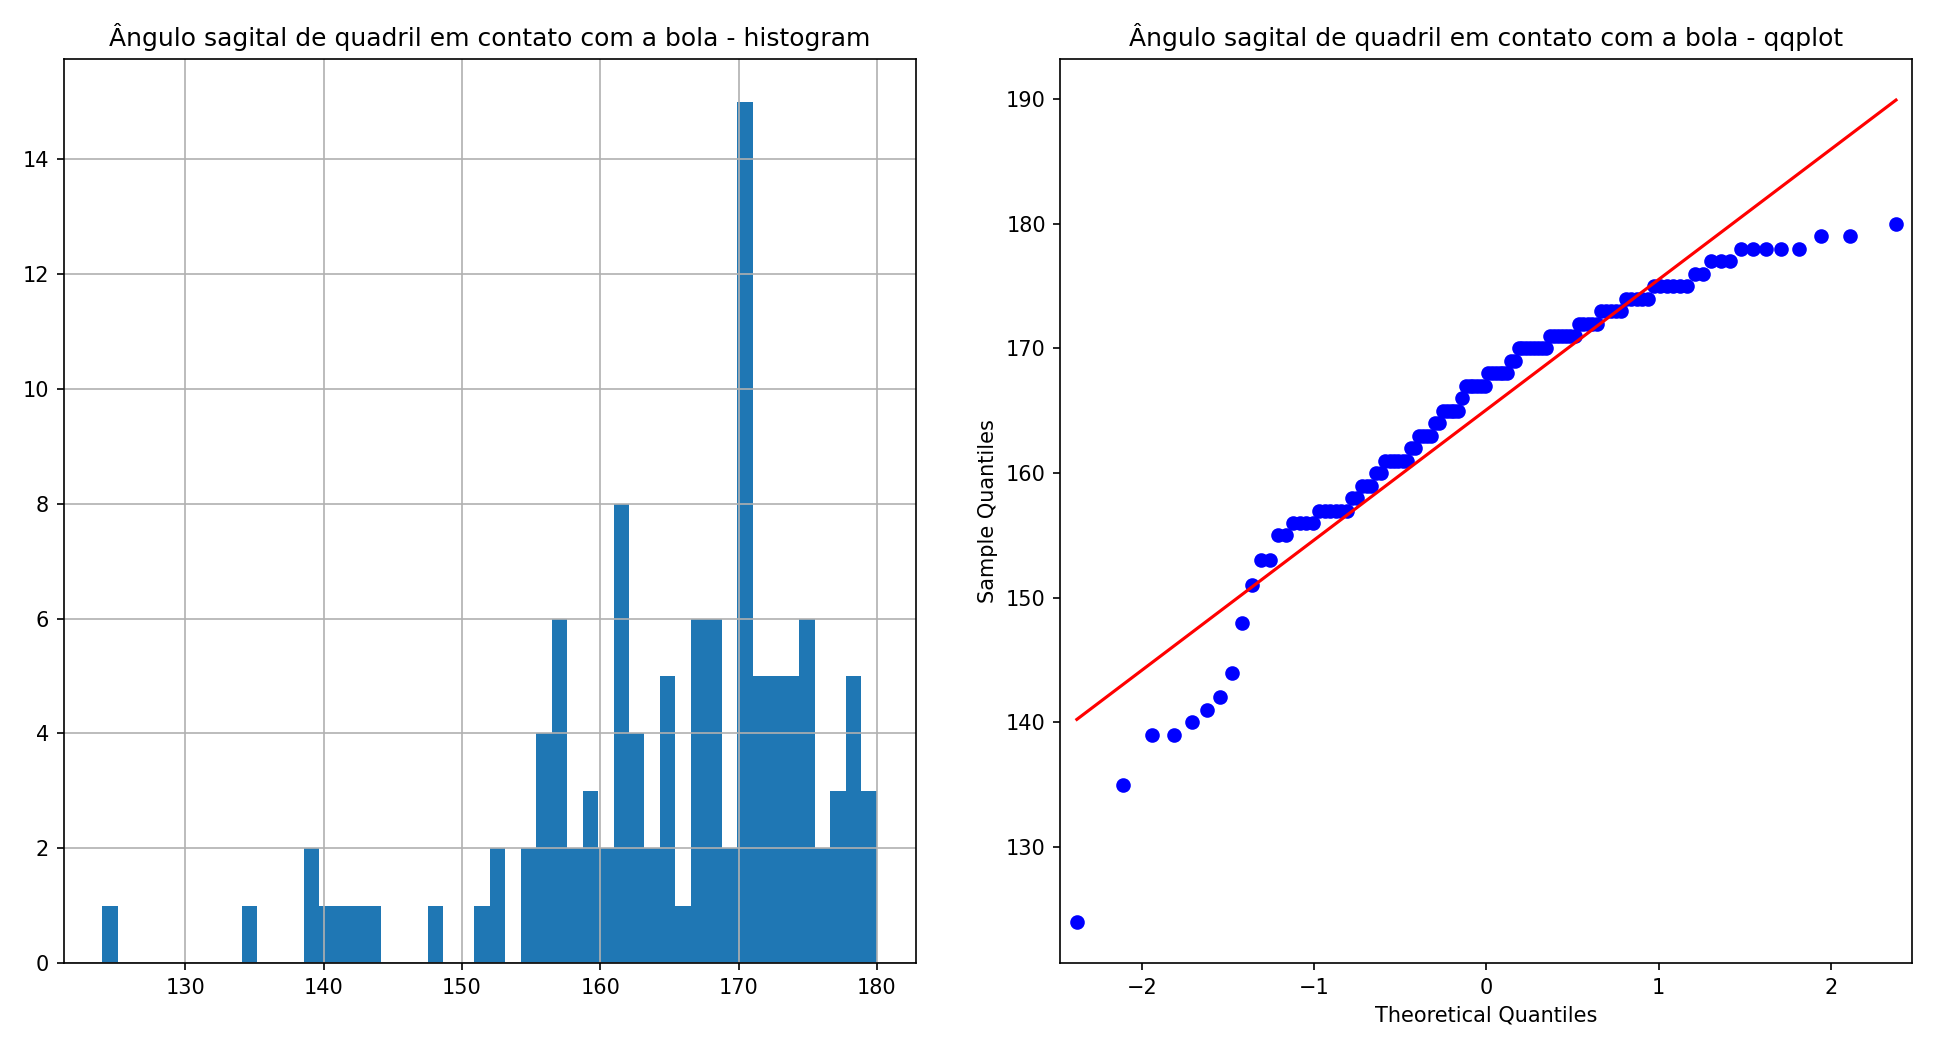 Ângulo sagital de quadril em contato com a bola - histogram
14
12
10
8
6
4
2
0
130 140 150 160 170 180
Ângulo sagital de quadril em contato com a bola - qqplot
190
180
170
160
150
140
130
Sample Quantiles
−2 −1 0 1 2
Theoretical Quantiles